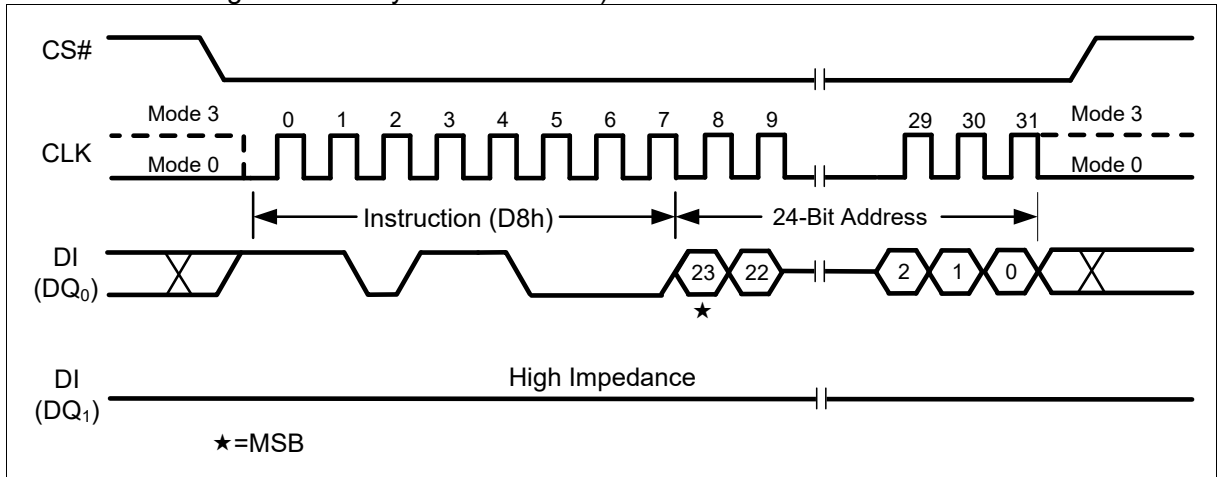 CS#
Mode 3
0 1 2 3 4 5 6 7 8 9 29 30 31
Mode 3
CLK
Mode 0
Mode 0
Instruction (D8h)
24-Bit Address
DI
(DQ₀)
23 22 2 1 0
★
High Impedance
DI
(DQ₁)
★=MSB